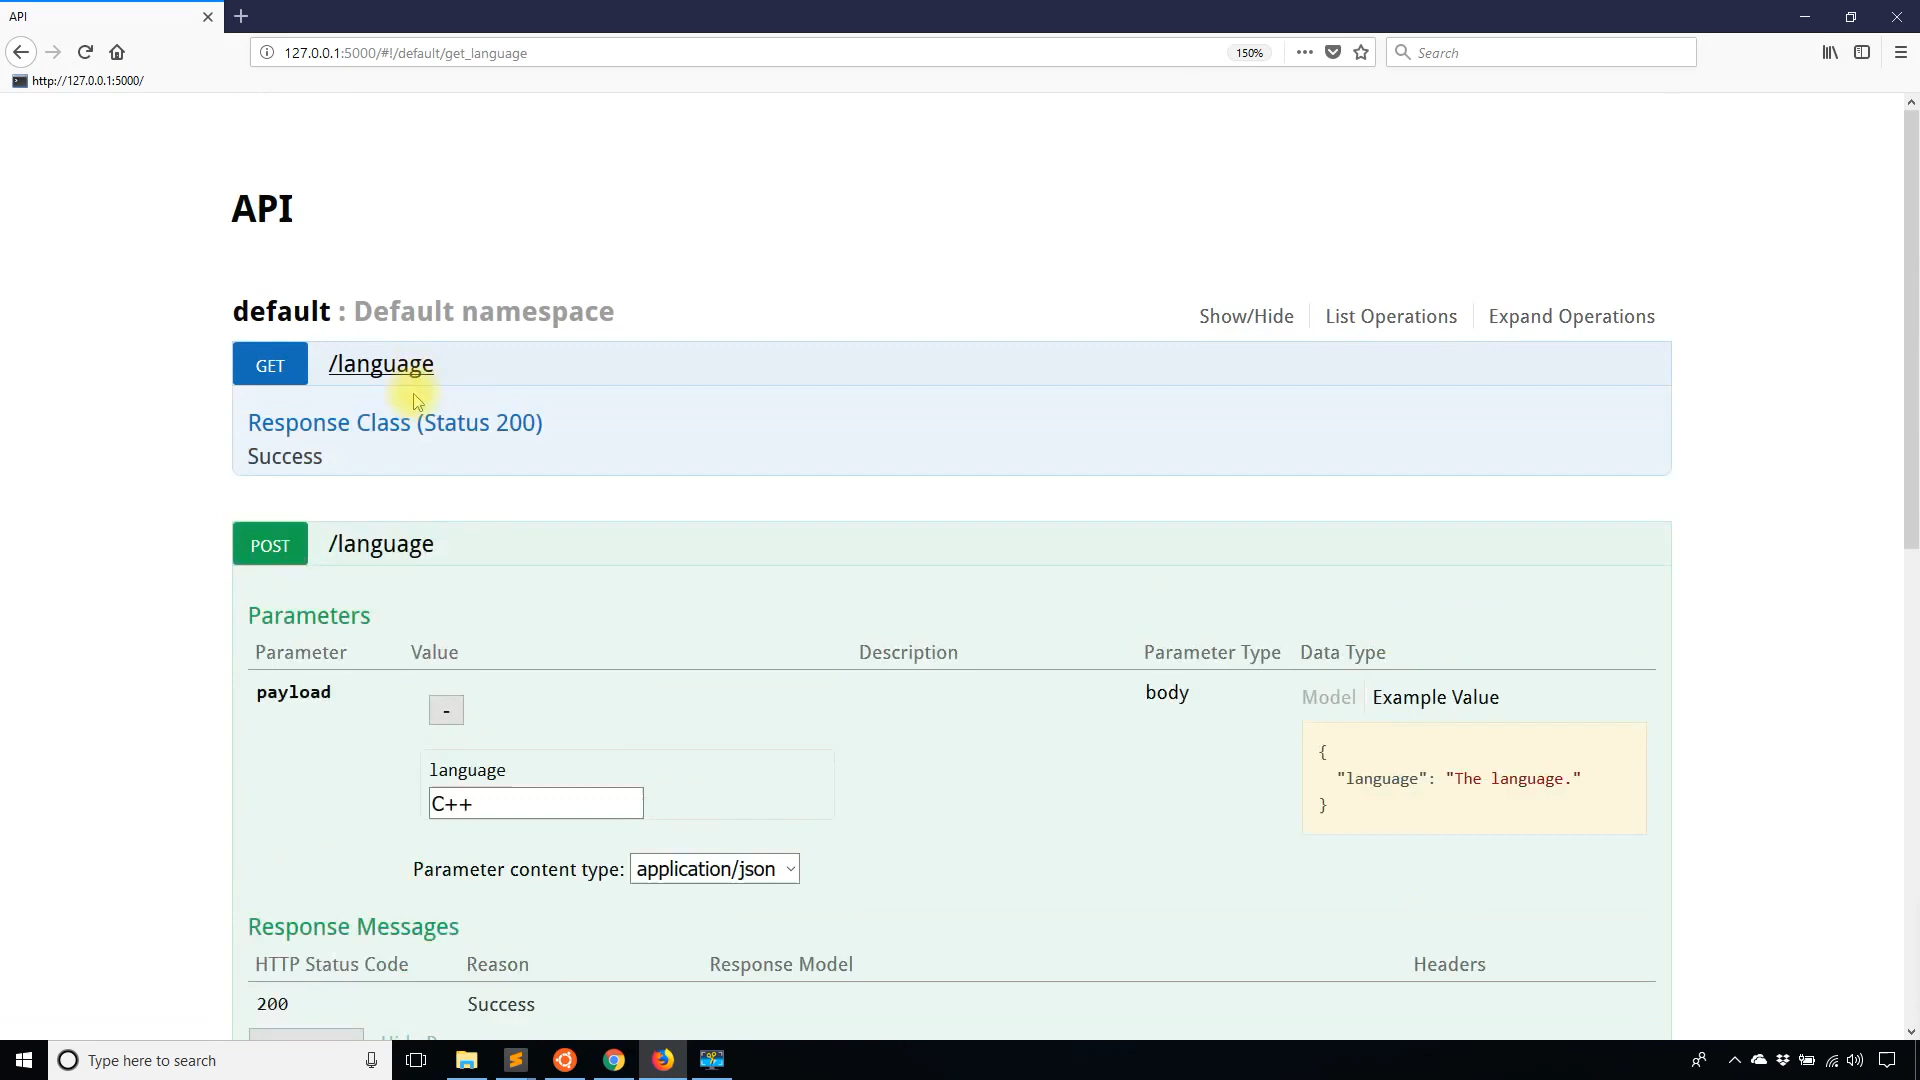 API
127.0.0.1:5000/#!/default/get_language
150%
Search
http://127.0.0.1:5000/
API
default : Default namespace
Show/Hide
List Operations
Expand Operations
GET /language
Response Class (Status 200)
Success
POST /language
Parameters
Parameter Value Description Parameter Type Data Type
payload
-
body
Model Example Value
language
C++
{
"language": "The language."
}
Parameter content type: application/json
Response Messages
HTTP Status Code Reason Response Model Headers
200 Success
Type here to search